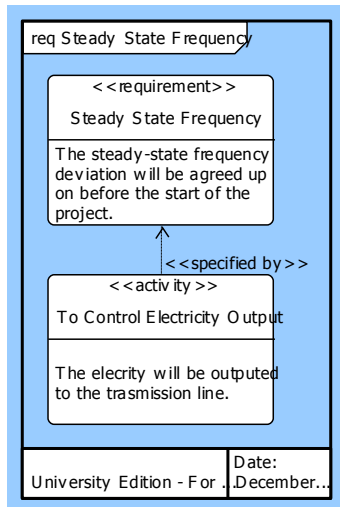 req Steady State Frequency
<<requirement>>
Steady State Frequency
The steady-state frequency
deviation will be agreed up
on before the start of the
project.
<<specified by>>
<<activity>>
To Control Electricity Output
The elecrity will be outputed
to the trasmission line.
University Edition - For ...
Date:
December...